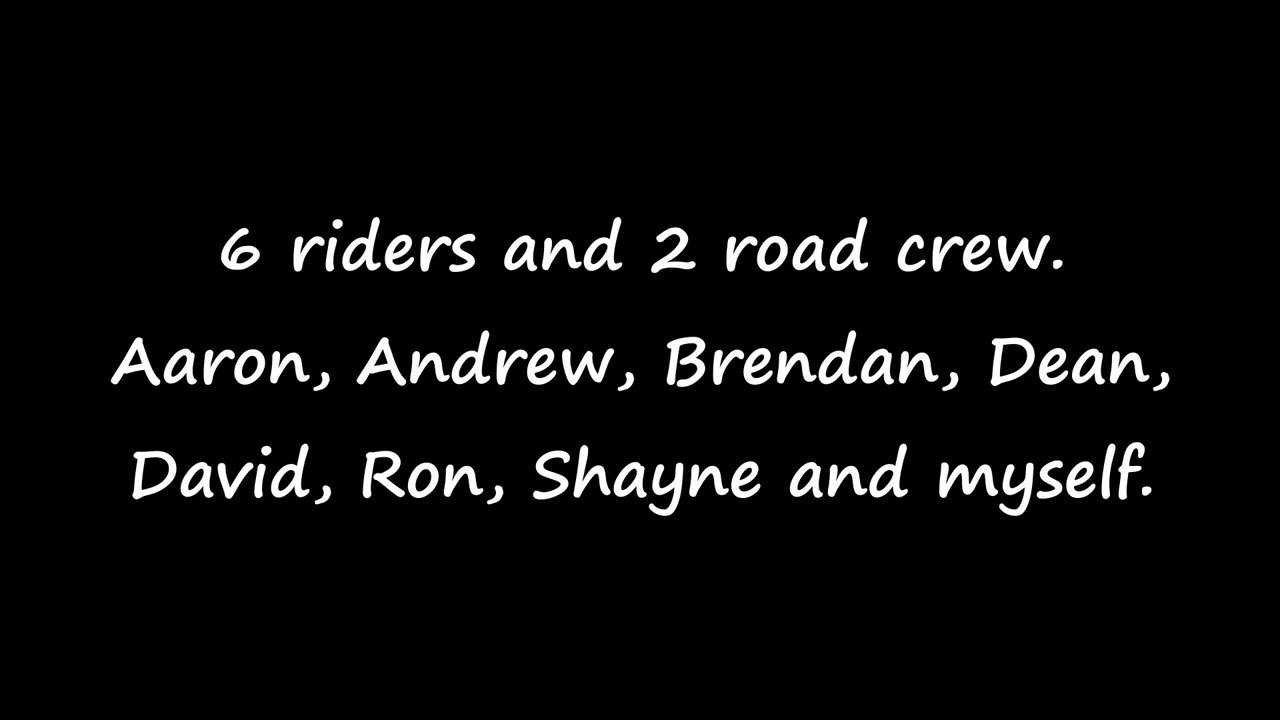 6 riders and 2 road crew.
Aaron, Andrew, Brendan, Dean,
David, Ron, Shayne and myself.